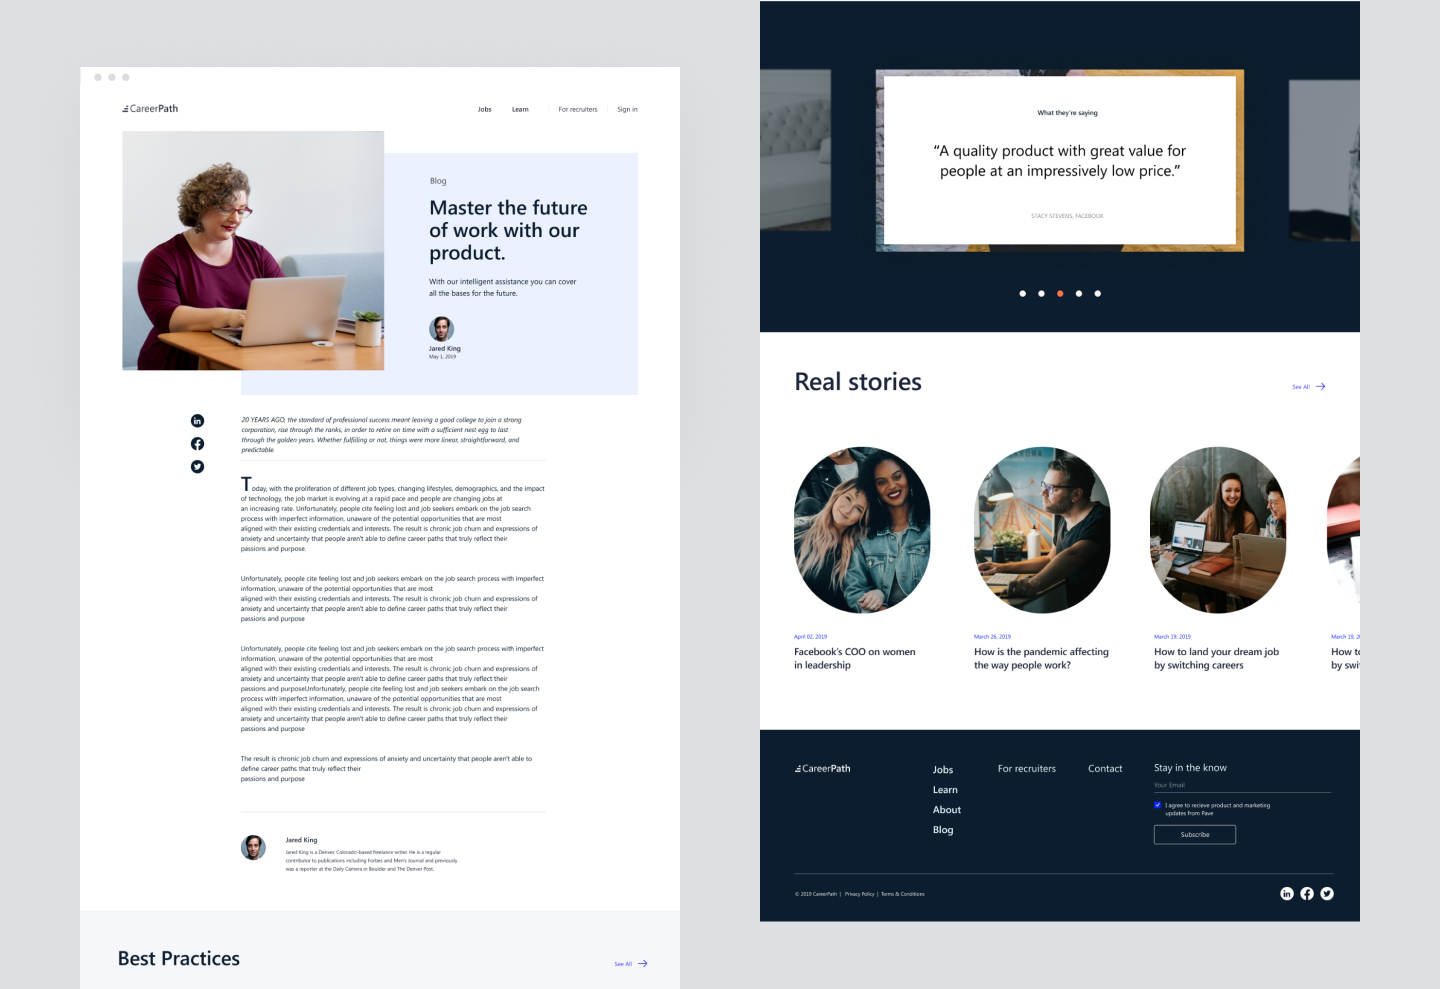 CareerPath
Jobs
Learn
For recruiters
Sign in
Blog
Master the future
of work with our
product.
With our intelligent assistance you can cover
all the bases for the future.
Jared King
May 3, 2019
20 YEARS AGO, the standard of professional success meant leaving a good college to join a strong
corporation, rise through the ranks, in order to retire on time with a sufficient nest egg to last
through the golden years. Whether fulfilling or not, things were more linear, straightforward, and
predictable.
Today, with the proliferation of different job types, changing lifestyles, demographics, and the impact
of technology, the job market is evolving at a rapid pace and people are changing jobs at
an increasing rate. Unfortunately, people cite feeling lost and job seekers embark on the job search
process with imperfect information, unaware of the potential opportunities that are most
aligned with their existing credentials and interests. The result is chronic job churn and expressions of
anxiety and uncertainty that people aren't able to define career paths that truly reflect their
passions and purpose.
Unfortunately, people cite feeling lost and job seekers embark on the job search process with imperfect
information, unaware of the potential opportunities that are most
aligned with their existing credentials and interests. The result is chronic job churn and expressions of
anxiety and uncertainty that people aren't able to define career paths that truly reflect their
passions and purpose
Unfortunately, people cite feeling lost and job seekers embark on the job search process with imperfect
information, unaware of the potential opportunities that are most
aligned with their existing credentials and interests. The result is chronic job churn and expressions of
anxiety and uncertainty that people aren't able to define career paths that truly reflect their
passions and purposeUnfortunately, people cite feeling lost and job seekers embark on the job search
process with imperfect information, unaware of the potential opportunities that are most
aligned with their existing credentials and interests. The result is chronic job churn and expressions of
anxiety and uncertainty that people aren't able to define career paths that truly reflect their
passions and purpose
The result is chronic job churn and expressions of anxiety and uncertainty that people aren't able to
define career paths that truly reflect their
passions and purpose
Jared King
Jared King is a Denver, Colorado-based freelance writer. He is a regular
contributor to publications including Forbes and Men's Journal and previously
was a reporter at the Daily Camera in Boulder and The Denver Post.
Best Practices
See All
What they're saying
“A quality product with great value for
people at an impressively low price.”
STACY STEVENS, FACEBOOK
Real stories
See All
April 02, 2019
Facebook's COO on women
in leadership
March 26, 2019
How is the pandemic affecting
the way people work?
March 19, 2019
How to land your dream job
by switching careers
March 19, 2
How to
by swi
CareerPath
Jobs
Learn
About
Blog
For recruiters
Contact
Stay in the know
Your Email
I agree to recieve product and marketing
updates from Pave
Subscribe
© 2019 CareerPath | Privacy Policy | Terms & Conditions